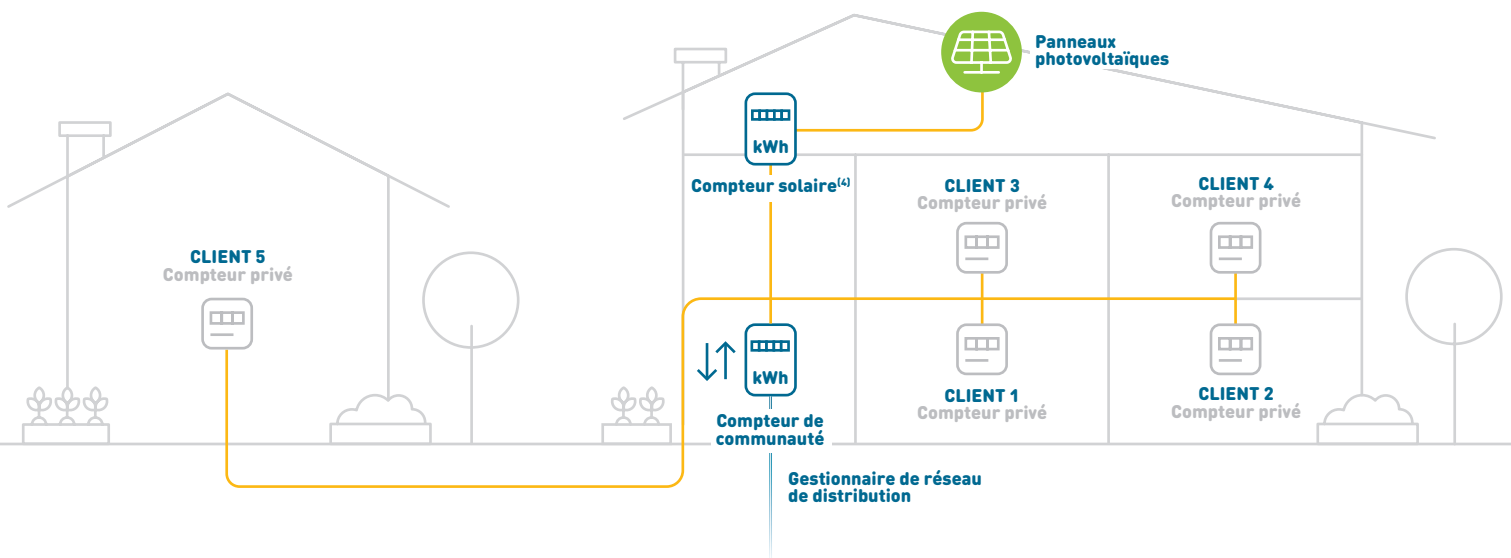 Panneaux
photovoltaïques
kWh
Compteur solaire(4)
CLIENT 3
Compteur privé
CLIENT 4
Compteur privé
CLIENT 5
Compteur privé
kWh
CLIENT 1
Compteur privé
CLIENT 2
Compteur privé
Compteur de
communauté
Gestionnaire de réseau
de distribution